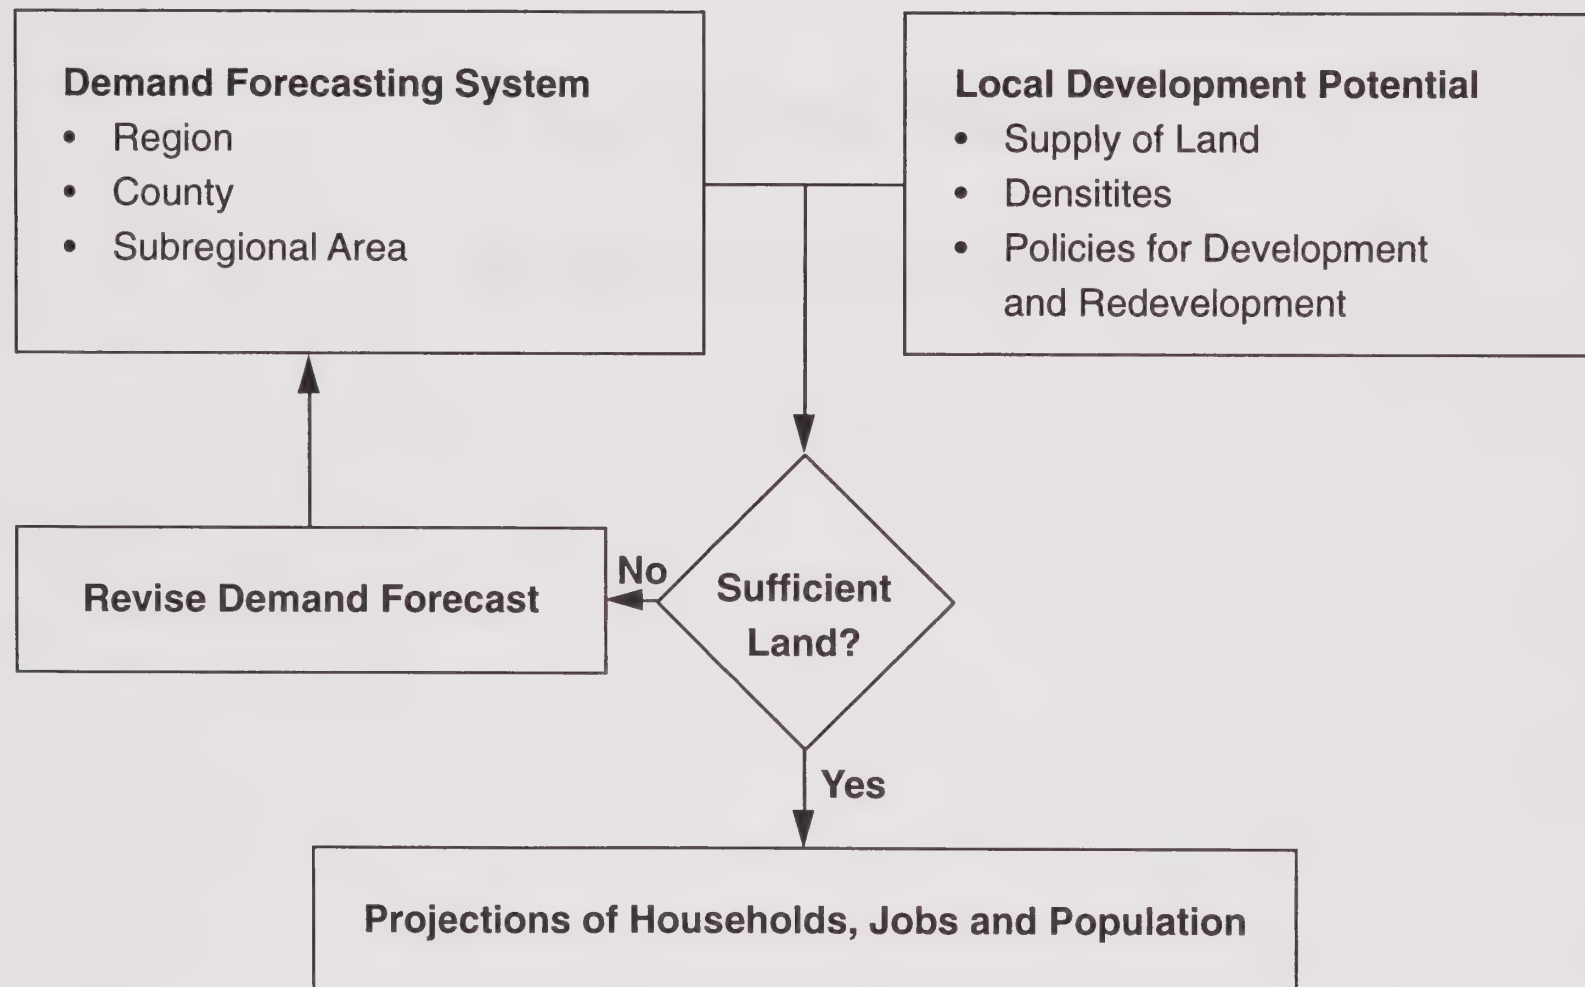 Demand Forecasting System
• Region
• County
• Subregional Area
Local Development Potential
• Supply of Land
• Densitites
• Policies for Development
and Redevelopment
Revise Demand Forecast
No
Sufficient
Land?
Yes
Projections of Households, Jobs and Population